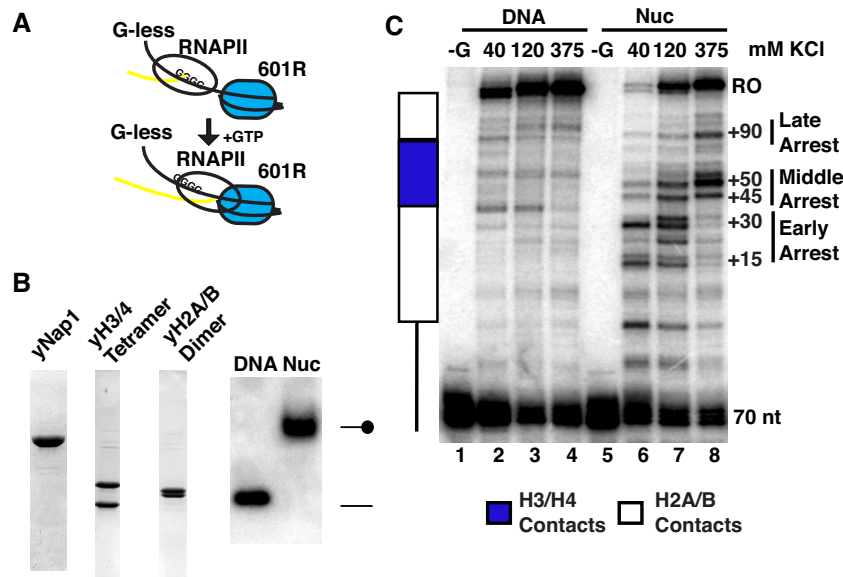 A
G-less
RNAPII
GGGC
601R
+GTP
G-less
RNAPII
GGGC
601R
B
yNap1
yH3/4
Tetramer
yH2A/B
Dimer
DNA Nuc
C
DNA Nuc
-G 40 120 375 -G 40 120 375 mM KCl
RO
+90
Late
Arrest
+50
+45
Middle
Arrest
+30
+15
Early
Arrest
70 nt
1 2 3 4 5 6 7 8
H3/H4
Contacts
H2A/B
Contacts